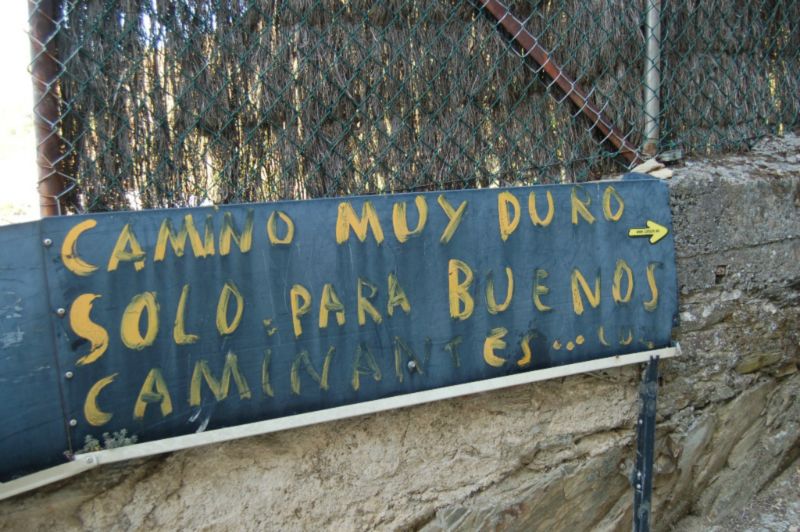 CAMINO MUY DURO
SOLO. PARA BUENOS
CAMINANTES...